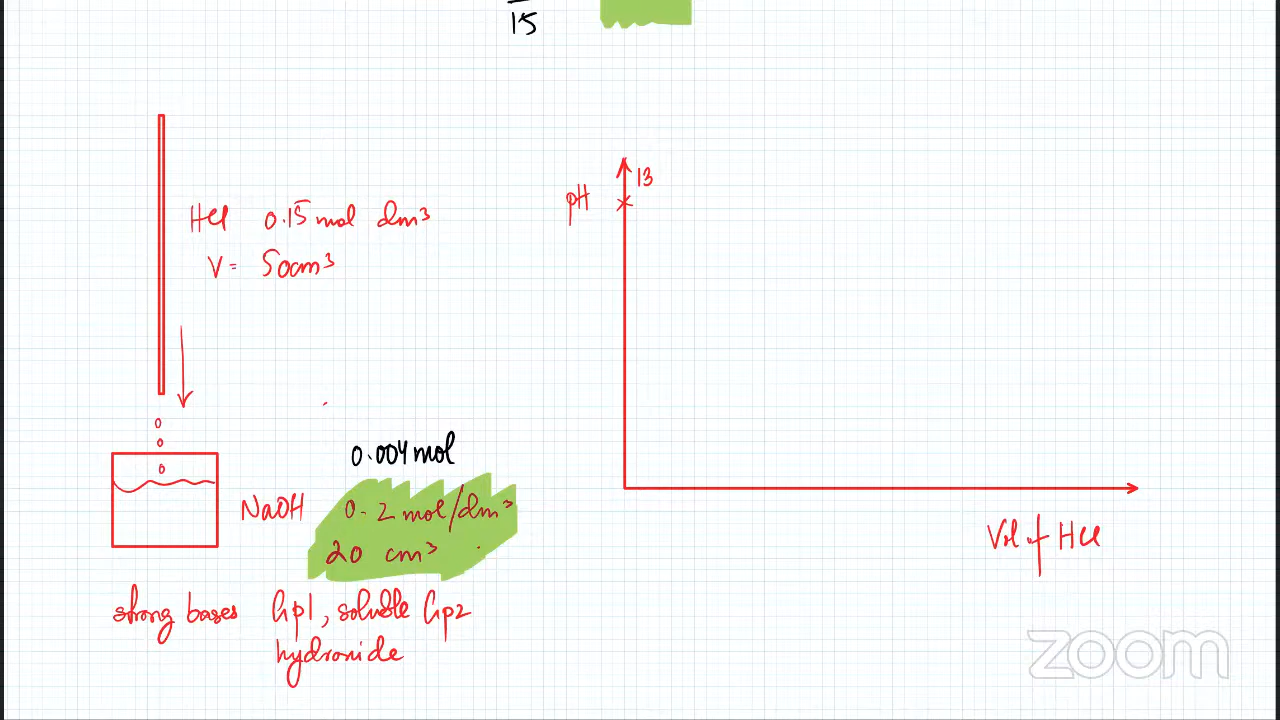 15
13
pH
HCl 0.15 mol dm³
V = 50cm³
0.004 mol
NaOH 0.2 mol/dm³
20 cm³
Vol of HCl
strong bases Gp1, soluble Gp2
hydroxide
zoom